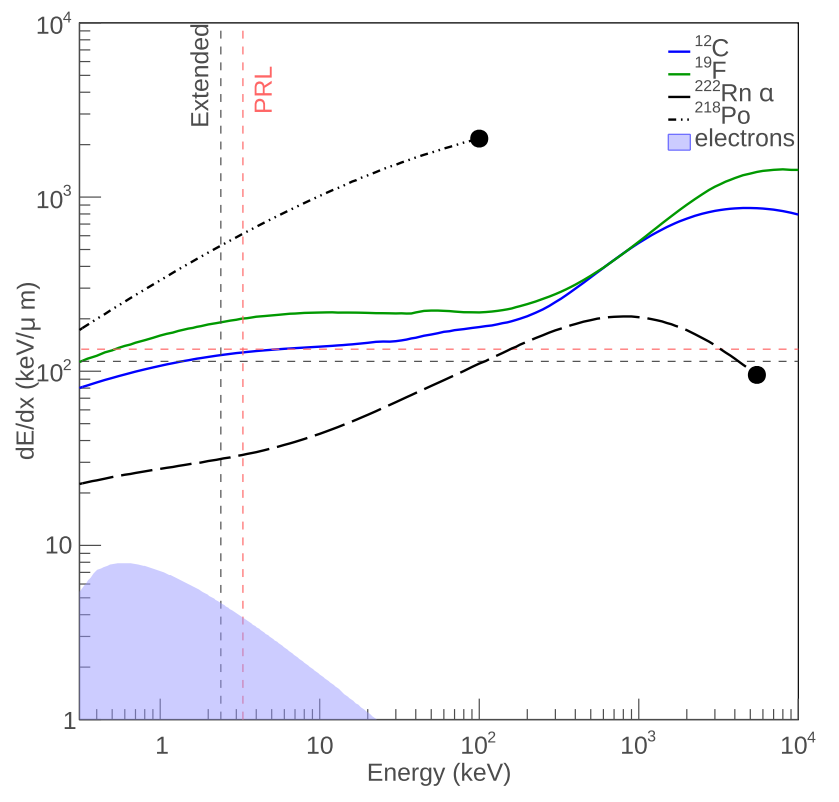 10⁴
10³
10²
10
1
dE/dx (keV/μ m)
Extended
PRL
¹²C
¹⁹F
²²²Rn α
²¹⁸Po
electrons
1
10
10²
10³
10⁴
Energy (keV)